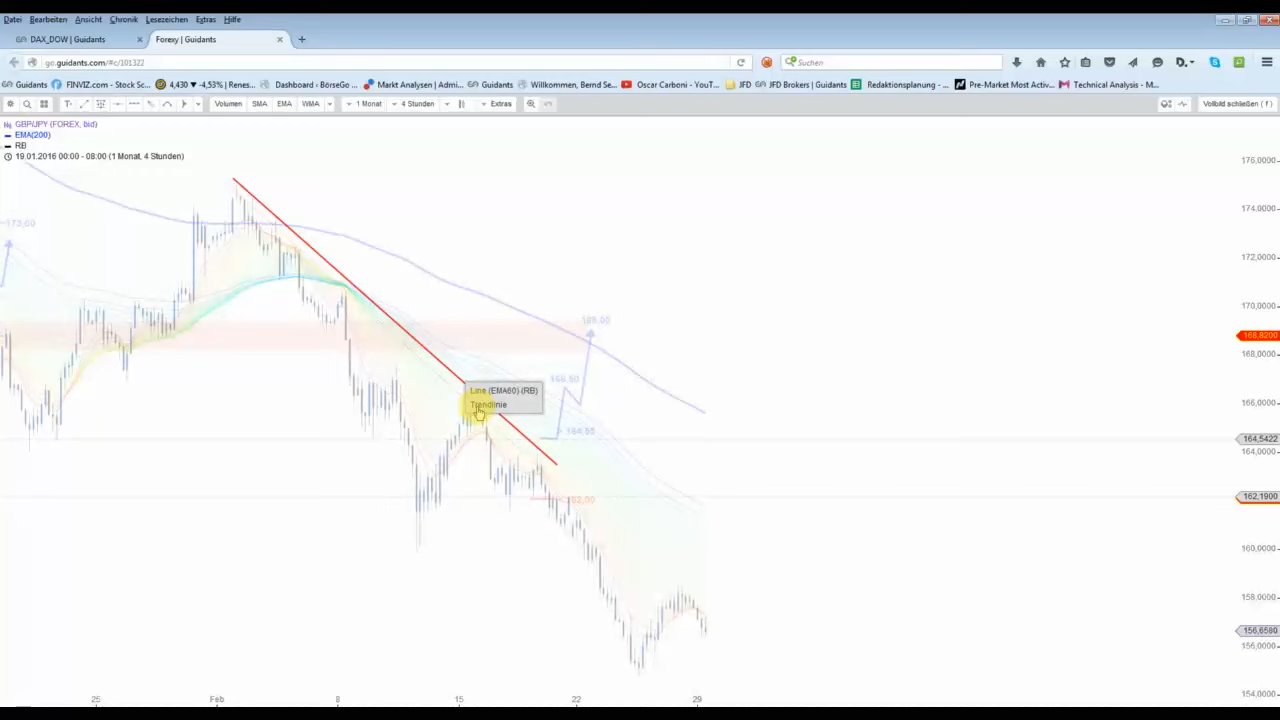 Datei Bearbeiten Ansicht Chronik Lesezeichen Extras Hilfe
DAX_DOW | Guidants
Forexy | Guidants
go.guidants.com/#c/101322
Suchen
Guidants FINVIZ.com - Stock Sc... 4,430 ▾ -4,53% | Renes... Dashboard ‹ BörseGo ... Markt Analysen | Admi... Willkommen, Bernd Se... Oscar Carboni - YouT... JFD JFD Brokers | Guidants Redaktionsplanung - ... Pre-Market Most Activ... Technical Analysis - M...
Volumen SMA EMA WMA 1 Monat 4 Stunden Extras Vollbild schließen ( f )
GBP/JPY (FOREX, bid)
EMA(200)
RB
19.01.2016 00:00 - 08:00 (1 Monat, 4 Stunden)
176,0000
174,0000
173,00
172,0000
170,0000
169,00
168,8200
168,0000
Line (EMA60) (RB)
Trendlinie
166,0000
164,5422
164,0000
162,1900
160,0000
158,0000
156,6580
156,0000
154,0000
25 Feb 8 15 22 29